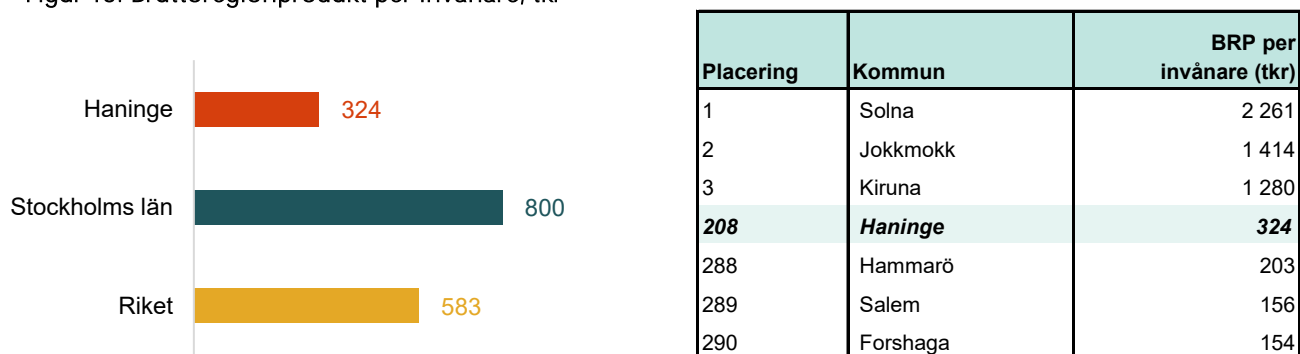 Haninge 324
Stockholms län 800
Riket 583
Placering Kommun BRP per invånare (tkr)
1 Solna 2 261
2 Jokkmokk 1 414
3 Kiruna 1 280
208 Haninge 324
288 Hammarö 203
289 Salem 156
290 Forshaga 154